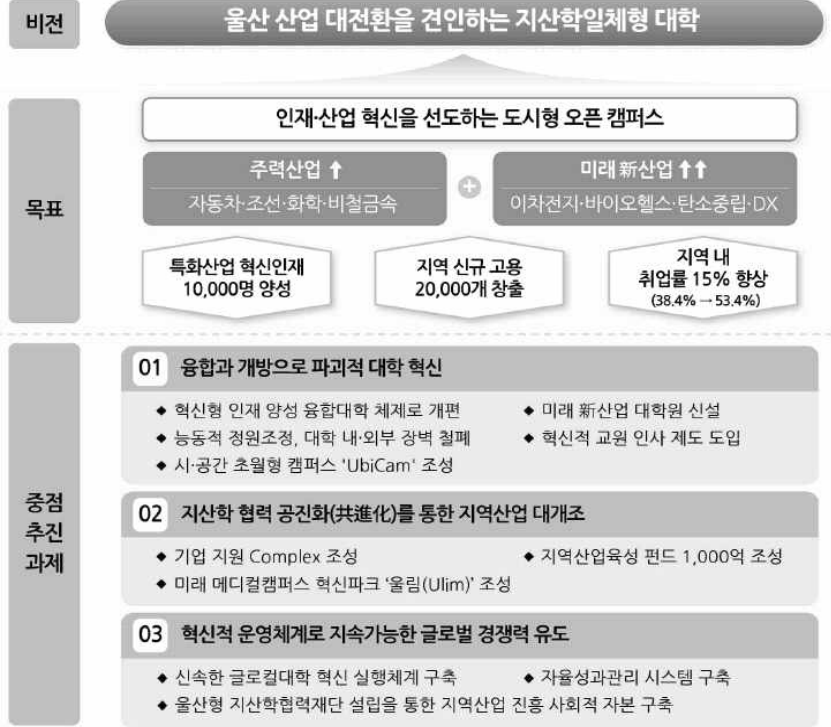 비전
울산 산업 대전환을 견인하는 지산학일체형 대학
목표
인재·산업 혁신을 선도하는 도시형 오픈 캠퍼스
주력산업 ↑
자동차·조선·화학·비철금속
+
미래 新산업 ↑↑
이차전지·바이오헬스·탄소중립·DX
특화산업 혁신인재
10,000명 양성
지역 신규 고용
20,000개 창출
지역 내
취업률 15% 향상
(38.4% → 53.4%)
중점
추진
과제
01 융합과 개방으로 파괴적 대학 혁신
◆ 혁신형 인재 양성 융합대학 체제로 개편
◆ 미래 新산업 대학원 신설
◆ 능동적 정원조정, 대학 내·외부 장벽 철폐
◆ 혁신적 교원 인사 제도 도입
◆ 시·공간 초월형 캠퍼스 'UbiCam' 조성
02 지산학 협력 공진화(共進化)를 통한 지역산업 대개조
◆ 기업 지원 Complex 조성
◆ 지역산업육성 펀드 1,000억 조성
◆ 미래 메디컬캠퍼스 혁신파크 '울림(Ulim)' 조성
03 혁신적 운영체계로 지속가능한 글로벌 경쟁력 유도
◆ 신속한 글로컬대학 혁신 실행체계 구축
◆ 자율성과관리 시스템 구축
◆ 울산형 지산학협력재단 설립을 통한 지역산업 진흥 사회적 자본 구축